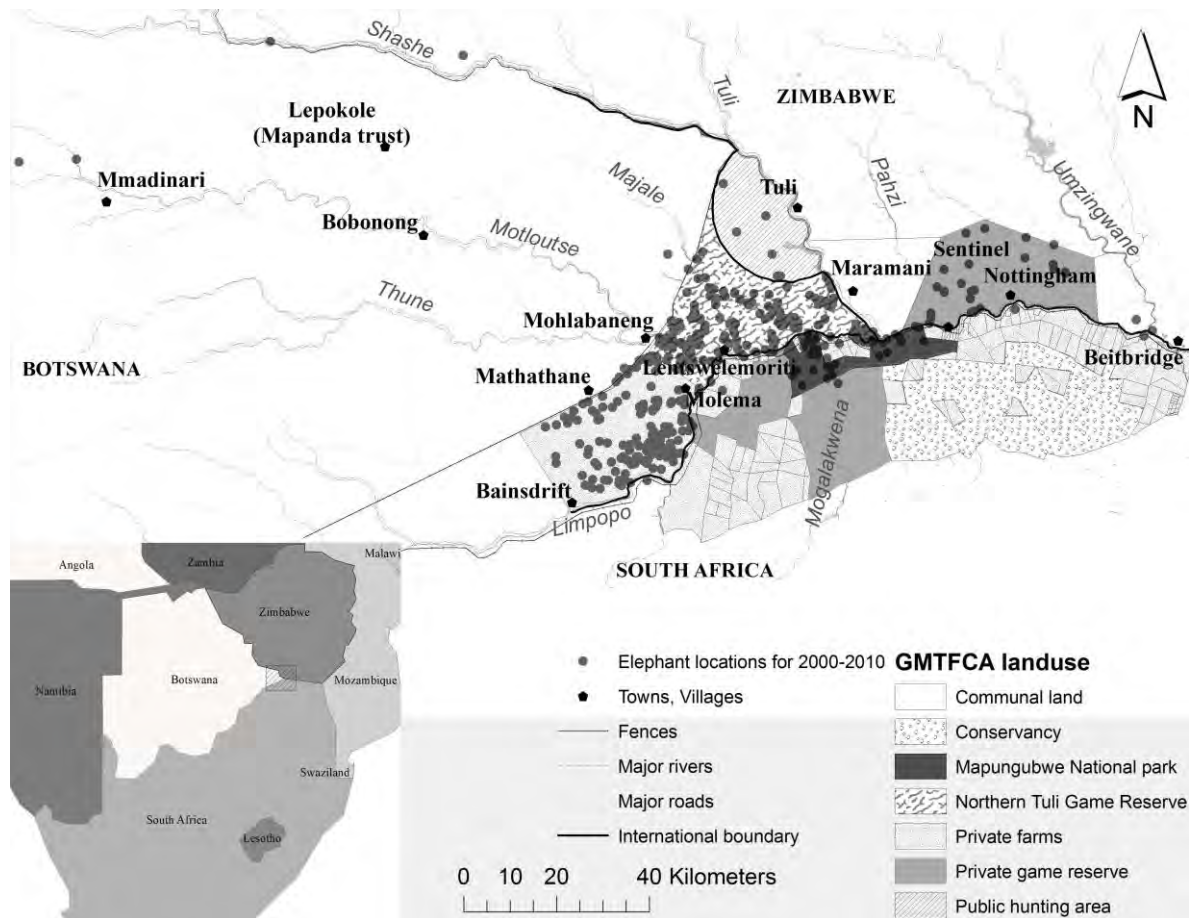 Shashe
Tuli
ZIMBABWE
N
Lepokole
(Mapanda trust)
Mmadinari
Majale
Tuli
Pahzi
Umzingwane
Bobonong
Motloutse
Sentinel
Maramani
Nottingham
Thune
Mohlabaneng
BOTSWANA
Lentswelemoriti
Beitbridge
Mathathane
Molema
Mogalakwena
Bainsdrift
Limpopo
SOUTH AFRICA
Angola
Zambia
Malawi
Zimbabwe
Namibia
Botswana
Mozambique
Swaziland
South Africa
Lesotho
Elephant locations for 2000-2010
Towns, Villages
Fences
Major rivers
Major roads
International boundary
0 10 20 40 Kilometers
GMTFCA landuse
Communal land
Conservancy
Mapungubwe National park
Northern Tuli Game Reserve
Private farms
Private game reserve
Public hunting area